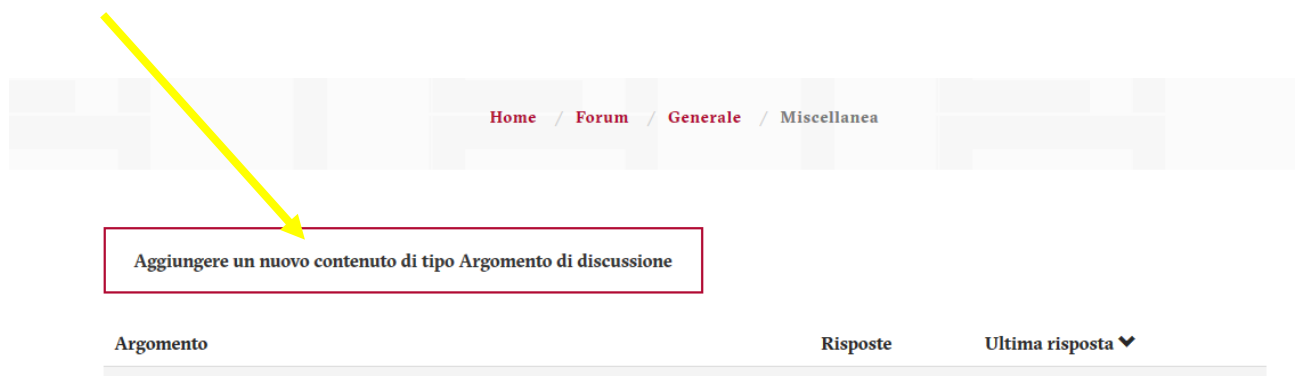 Home / Forum / Generale / Miscellanea
Aggiungere un nuovo contenuto di tipo Argomento di discussione
Argomento Risposte Ultima risposta